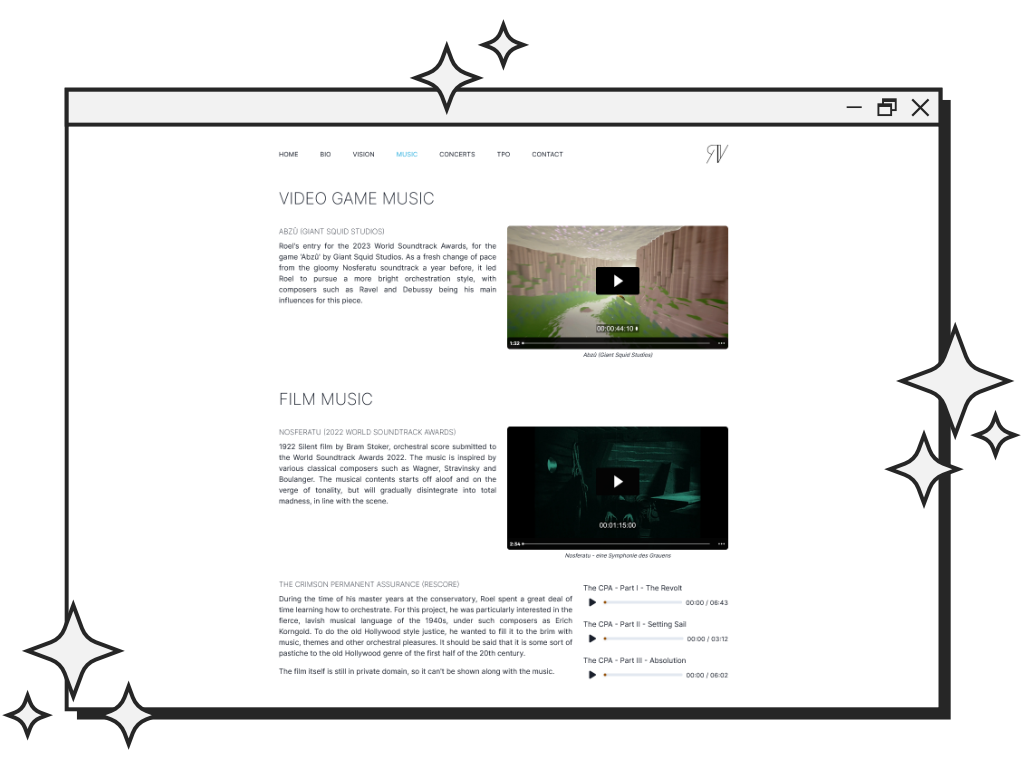 HOME BIO VISION MUSIC CONCERTS TPO CONTACT
RV
VIDEO GAME MUSIC
ABZÛ (GIANT SQUID STUDIOS)
Roel's entry for the 2023 World Soundtrack Awards, for the
game 'Abzû' by Giant Squid Studios. As a fresh change of pace
from the gloomy Nosferatu soundtrack a year before, it led
Roel to pursue a more bright orchestration style, with
composers such as Ravel and Debussy being his main
influences for this piece.
00:00:44:10
1:22
Abzû (Giant Squid Studios)
FILM MUSIC
NOSFERATU (2022 WORLD SOUNDTRACK AWARDS)
1922 Silent film by Bram Stoker, orchestral score submitted to
the World Soundtrack Awards 2022. The music is inspired by
various classical composers such as Wagner, Stravinsky and
Boulanger. The musical contents starts off aloof and on the
verge of tonality, but will gradually disintegrate into total
madness, in line with the scene.
00:01:15:00
2:34
Nosferatu - eine Symphonie des Grauens
THE CRIMSON PERMANENT ASSURANCE (RESCORE)
During the time of his master years at the conservatory, Roel spent a great deal of
time learning how to orchestrate. For this project, he was particularly interested in the
fierce, lavish musical language of the 1940s, under such composers as Erich
Korngold. To do the old Hollywood style justice, he wanted to fill it to the brim with
music, themes and other orchestral pleasures. It should be said that it is some sort of
pastiche to the old Hollywood genre of the first half of the 20th century.
The film itself is still in private domain, so it can't be shown along with the music.
The CPA - Part I - The Revolt
00:00 / 08:43
The CPA - Part II - Setting Sail
00:00 / 03:12
The CPA - Part III - Absolution
00:00 / 06:02